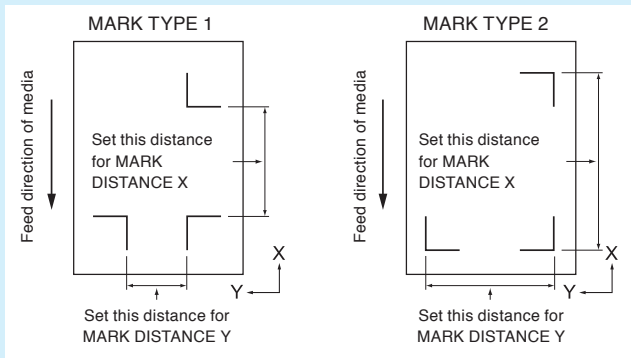 MARK TYPE 1
Feed direction of media
Set this distance
for MARK
DISTANCE X
X
Y
Set this distance for
MARK DISTANCE Y
MARK TYPE 2
Feed direction of media
Set this distance
for MARK
DISTANCE X
X
Y
Set this distance for
MARK DISTANCE Y